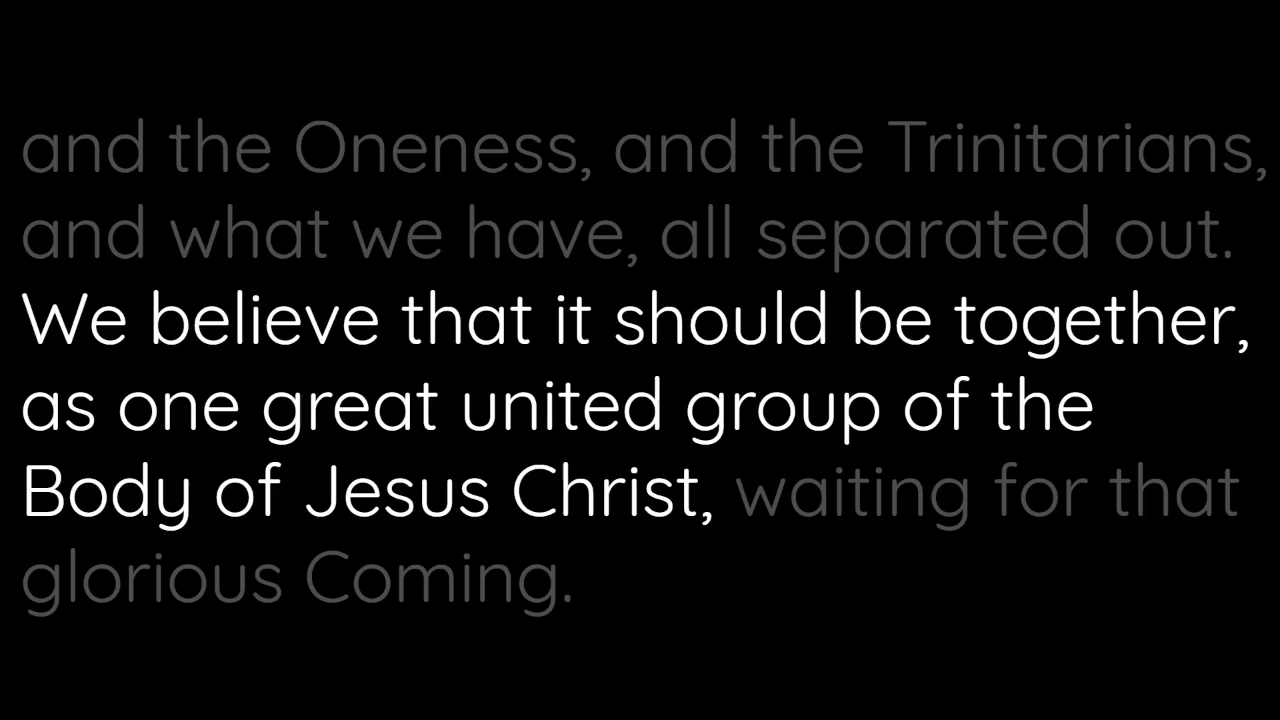 and the Oneness, and the Trinitarians,
and what we have, all separated out.
We believe that it should be together,
as one great united group of the
Body of Jesus Christ, waiting for that
glorious Coming.